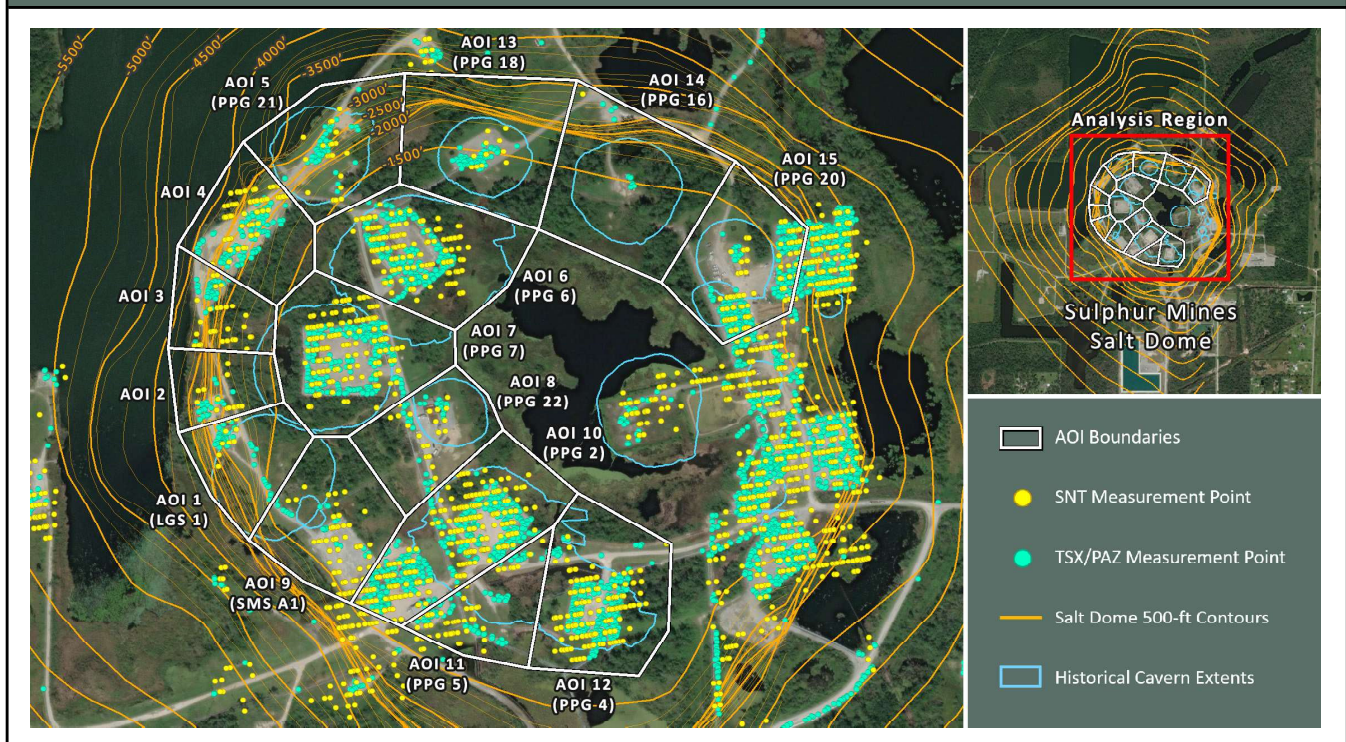 -5500'
-5000'
-4500'
-4000'
-3500'
-3000'
-2500'
-2000'
-1500'
AOI 13
(PPG 18)
AOI 5
(PPG 21)
AOI 14
(PPG 16)
AOI 15
(PPG 20)
AOI 4
AOI 3
AOI 2
AOI 6
(PPG 6)
AOI 7
(PPG 7)
AOI 8
(PPG 22)
AOI 10
(PPG 2)
AOI 1
(LGS 1)
AOI 9
(SMS A1)
AOI 11
(PPG 5)
AOI 12
(PPG 4)
Analysis Region
Sulphur Mines
Salt Dome
AOI Boundaries
SNT Measurement Point
TSX/PAZ Measurement Point
Salt Dome 500-ft Contours
Historical Cavern Extents